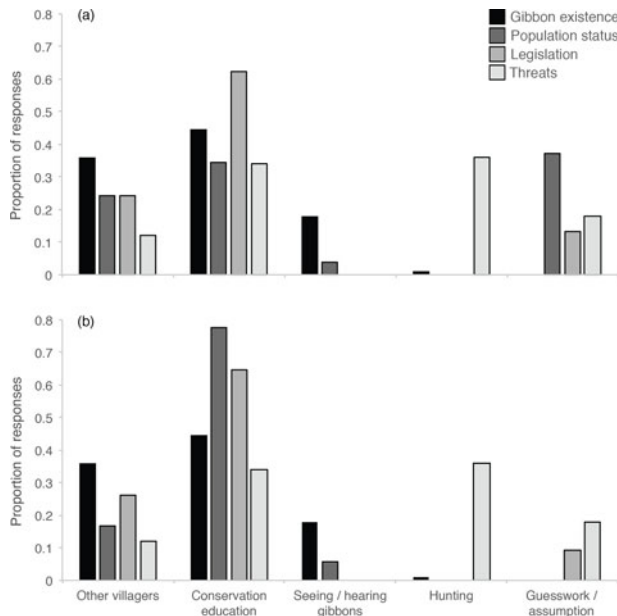 (a)
Gibbon existence
Population status
Legislation
Threats
Proportion of responses
0.8
0.7
0.6
0.5
0.4
0.3
0.2
0.1
0
(b)
Proportion of responses
0.8
0.7
0.6
0.5
0.4
0.3
0.2
0.1
0
Other villagers
Conservation
education
Seeing / hearing
gibbons
Hunting
Guesswork /
assumption